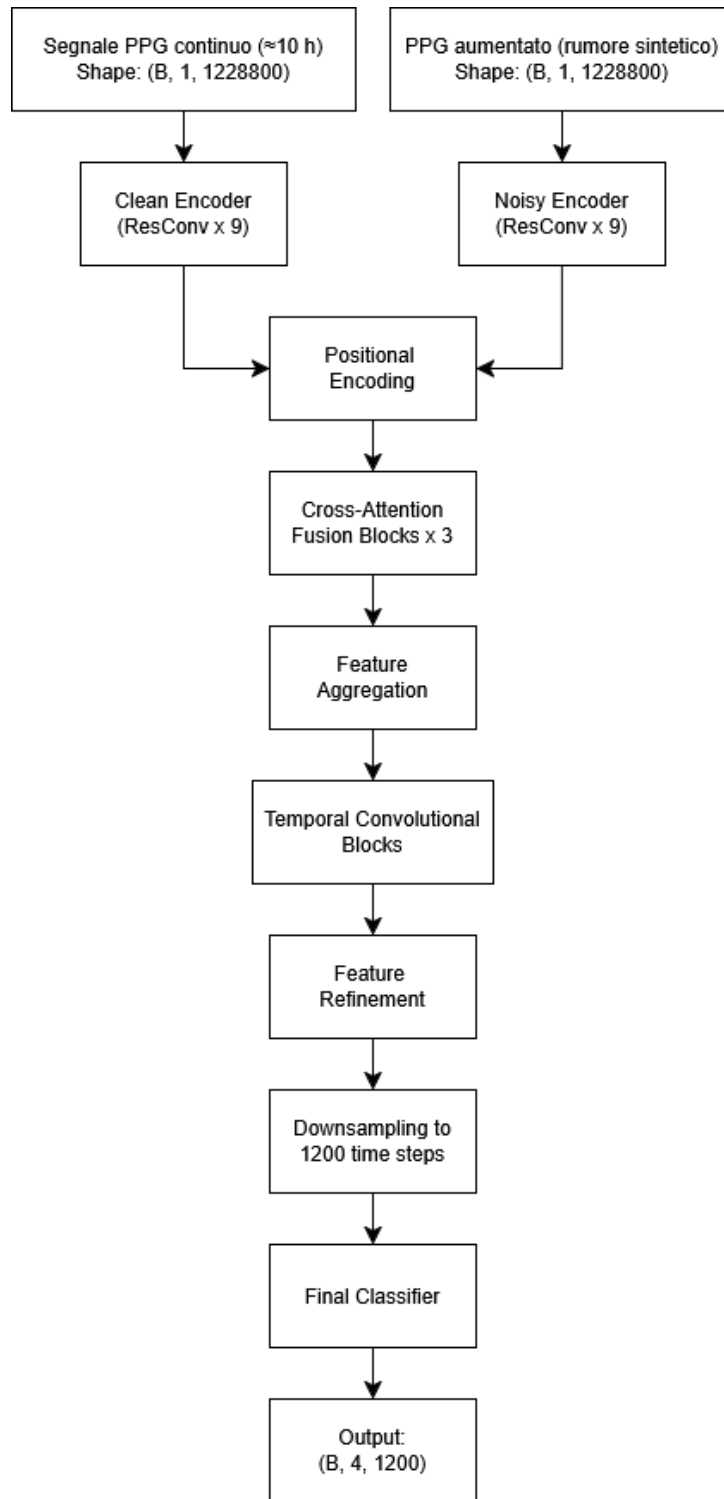 Segnale PPG continuo (≈10 h)
Shape: (B, 1, 1228800)
PPG aumentato (rumore sintetico)
Shape: (B, 1, 1228800)
Clean Encoder
(ResConv x 9)
Noisy Encoder
(ResConv x 9)
Positional
Encoding
Cross-Attention
Fusion Blocks x 3
Feature
Aggregation
Temporal Convolutional
Blocks
Feature
Refinement
Downsampling to
1200 time steps
Final Classifier
Output:
(B, 4, 1200)